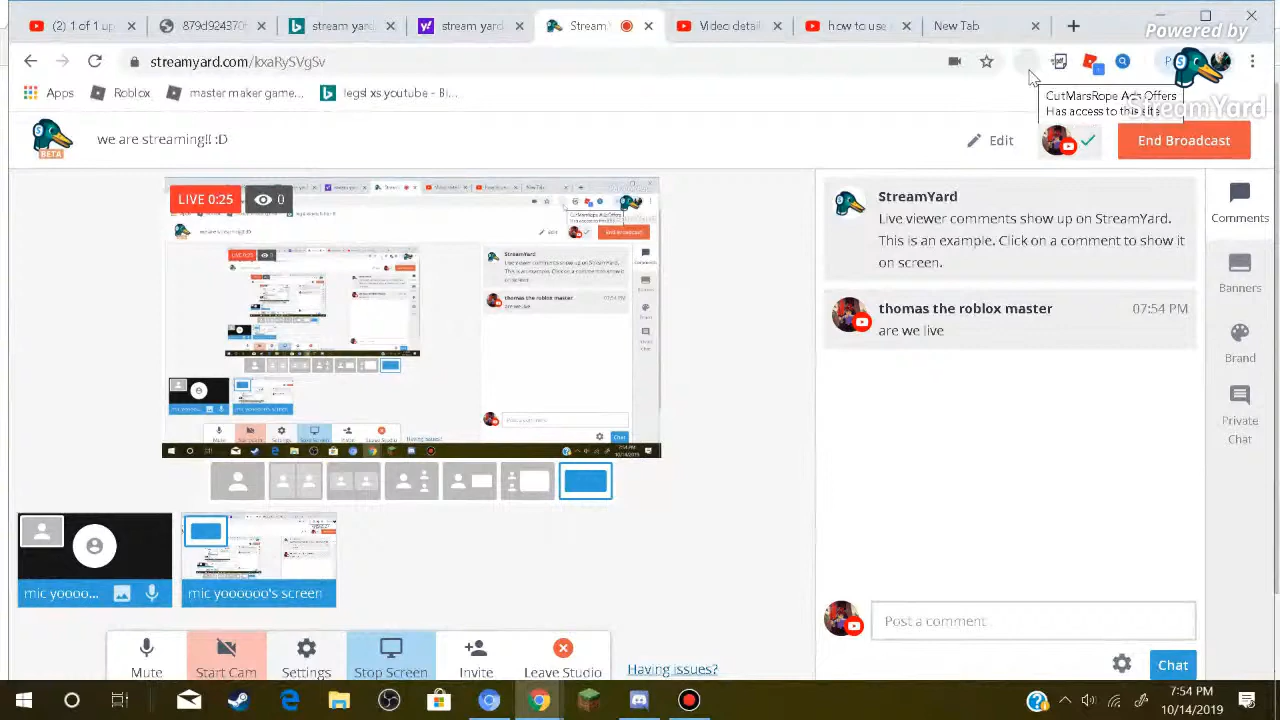 (2) 1 of 1
879d924370
stream yard
streamyard
Stream
Video detail
how to use
New Tab
Powered by
streamyard.com/kxaRySVgSv
StreamYard
CutMarsRope Ads Offers
Has access to this site
Apps
Roblox
master maker game...
legsl xs youtube - Bi...
BETA
we are streaming!! :D
Edit
End Broadcast
LIVE 0:25
0
StreamYard
Live viewer comments show up on StreamYard.
This is an example. Click on a comment to show it
on screen.
thomas the roblox master
7:54 PM
are we live
Comments
Banners
Brand
Private
Chat
mic yoooo...
mic yoooooo's screen
Mute
Start Cam
Settings
Stop Screen
Invite
Leave Studio
Having issues?
Post a comment
Chat
7:54 PM
10/14/2019